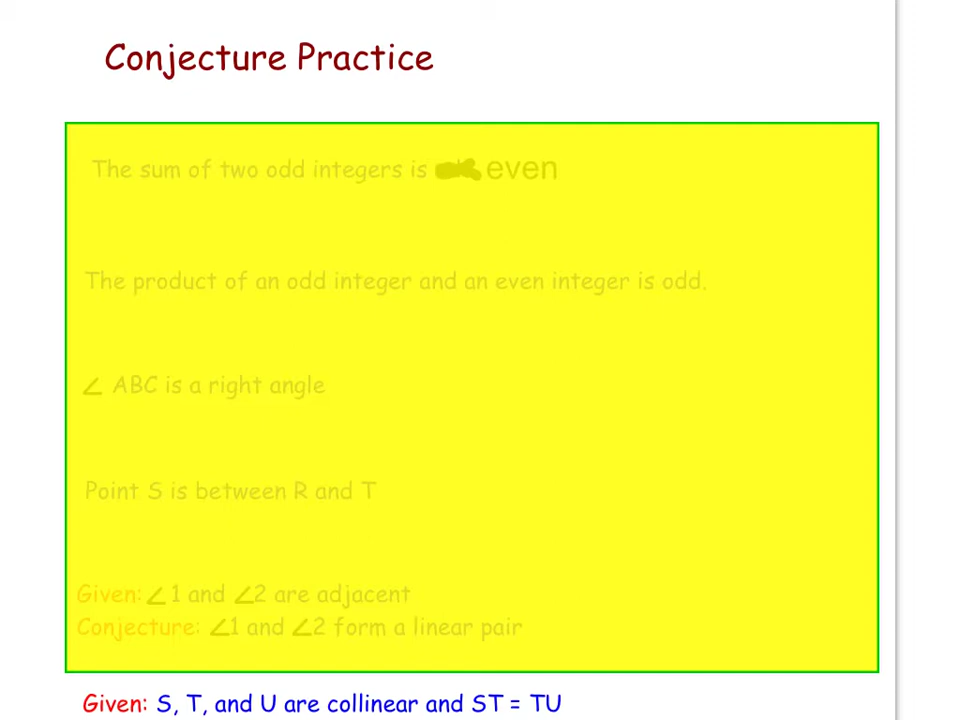 Conjecture Practice
The sum of two odd integers is even
The product of an odd integer and an even integer is odd.
∠ ABC is a right angle
Point S is between R and T
Given: ∠1 and ∠2 are adjacent
Conjecture: ∠1 and ∠2 form a linear pair
Given: S, T, and U are collinear and ST = TU